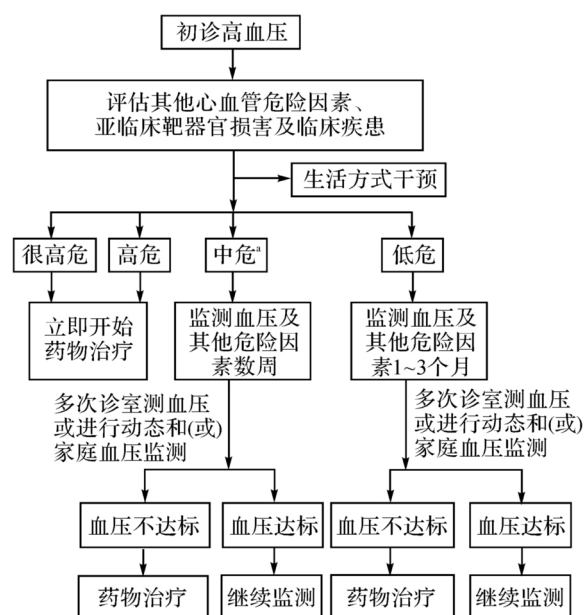 初诊高血压
评估其他心血管危险因素、
亚临床靶器官损害及临床疾患
生活方式干预
很高危
高危
中危ᵃ
低危
立即开始
药物治疗
监测血压及
其他危险因
素数周
监测血压及
其他危险因
素1~3个月
多次诊室测血压
或进行动态和(或)
家庭血压监测
多次诊室测血压
或进行动态和(或)
家庭血压监测
血压不达标
血压达标
血压不达标
血压达标
药物治疗
继续监测
药物治疗
继续监测